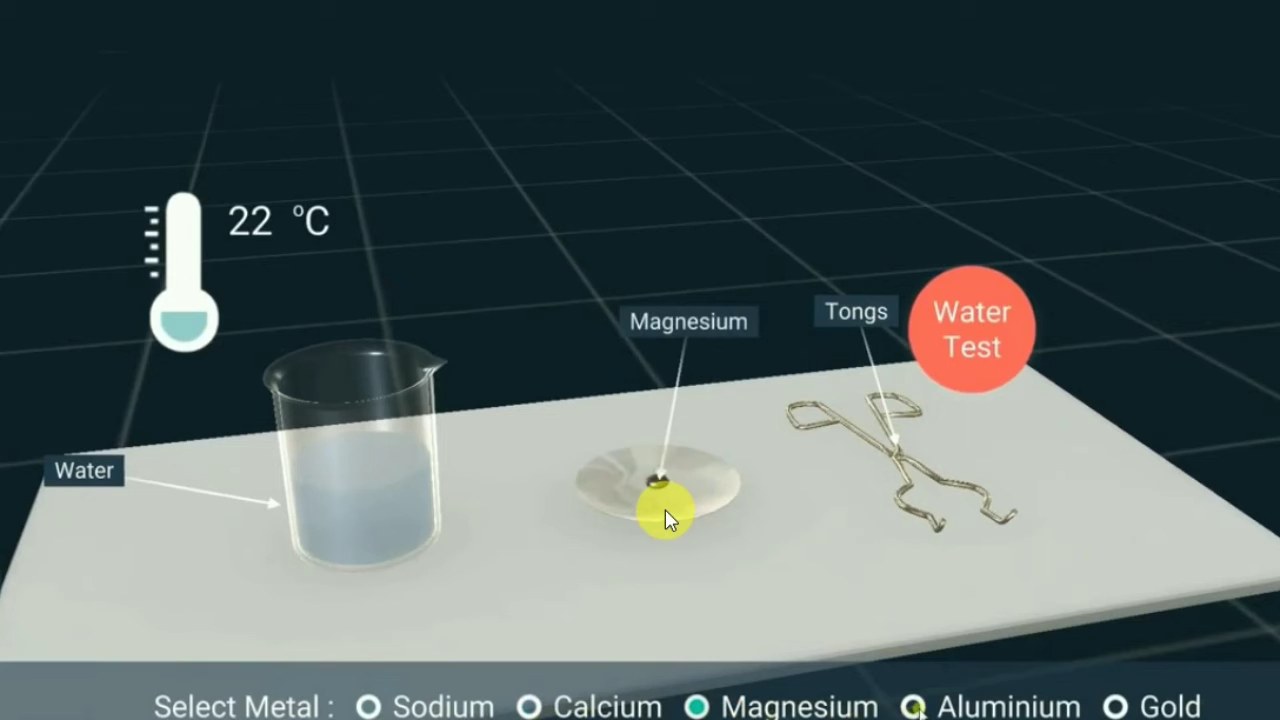 22 °C
Magnesium
Tongs
Water
Test
Water
Select Metal : Sodium Calcium Magnesium Aluminium Gold